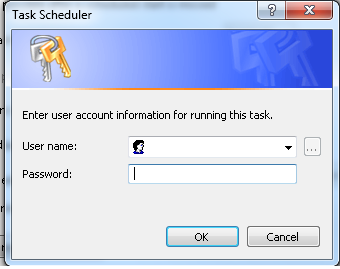 Task Scheduler
Enter user account information for running this task.
User name:
...
Password:
OK
Cancel